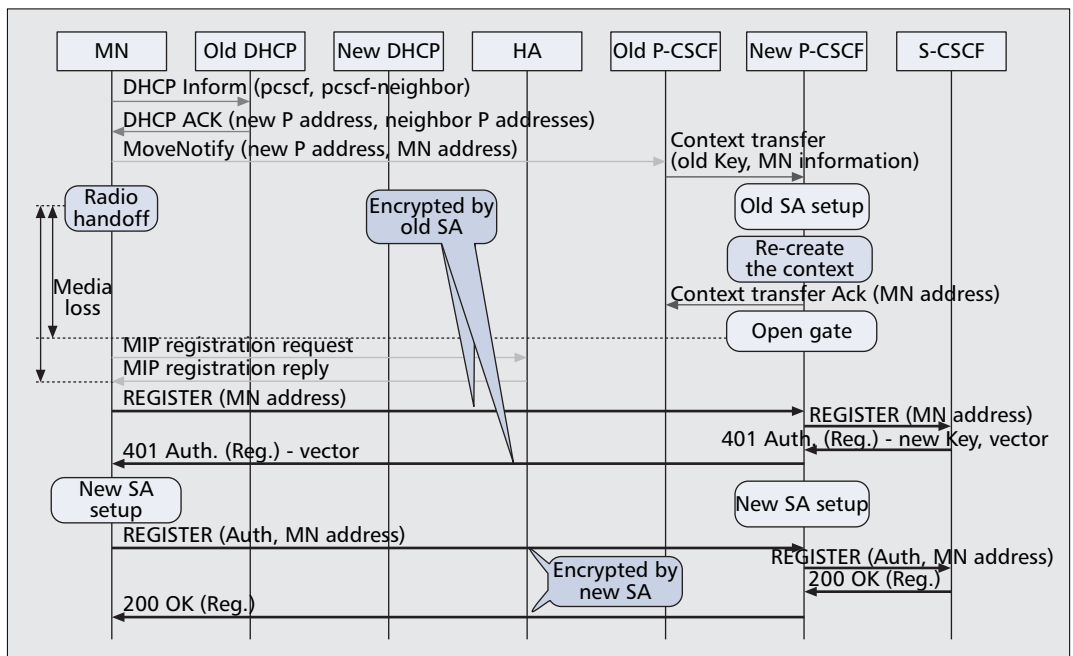 MN
Old DHCP
New DHCP
HA
Old P-CSCF
New P-CSCF
S-CSCF
DHCP Inform (pcscf, pcscf-neighbor)
DHCP ACK (new P address, neighbor P addresses)
MoveNotify (new P address, MN address)
Context transfer
(old Key, MN information)
Radio
handoff
Encrypted by
old SA
Old SA setup
Re-create
the context
Media
loss
Context transfer Ack (MN address)
Open gate
MIP registration request
MIP registration reply
REGISTER (MN address)
REGISTER (MN address)
401 Auth. (Reg.) - new Key, vector
401 Auth. (Reg.) - vector
New SA
setup
New SA setup
REGISTER (Auth, MN address)
REGISTER (Auth, MN address)
Encrypted by
new SA
200 OK (Reg.)
200 OK (Reg.)